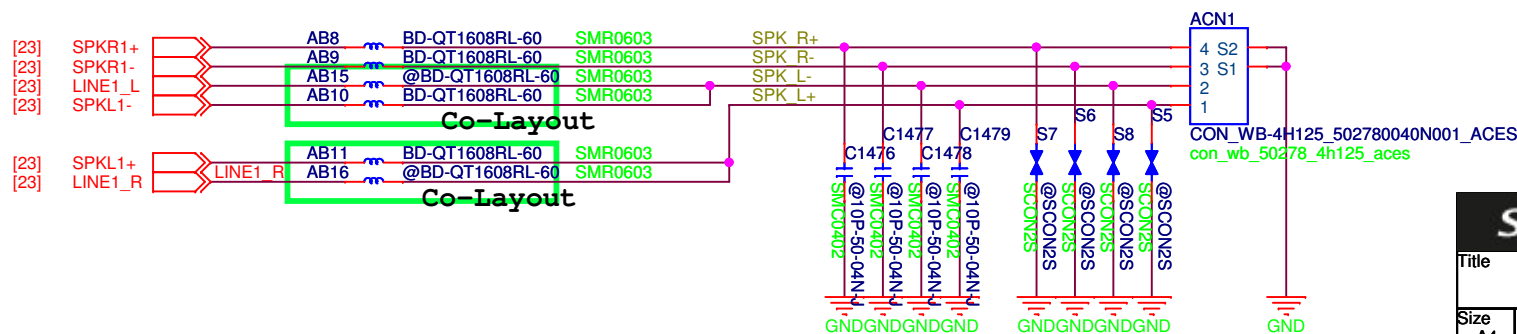 ACN1
[23] SPKR1+ AB8 BD-QT1608RL-60 SMR0603 SPK_R+ 4 S2
[23] SPKR1- AB9 BD-QT1608RL-60 SMR0603 SPK_R- 3 S1
[23] LINE1_L AB15 @BD-QT1608RL-60 SMR0603 SPK_L- 2
[23] SPKL1- AB10 BD-QT1608RL-60 SMR0603 SPK_L+ 1
Co-Layout
S6 S5
C1477 C1479 S7 S8
CON_WB-4H125_502780040N001_ACES
[23] SPKL1+ AB11 BD-QT1608RL-60 SMR0603
C1476 C1478
con_wb_50278_4h125_aces
[23] LINE1_R LINE1_R AB16 @BD-QT1608RL-60 SMR0603
Co-Layout
SMC0402 @10P-50-04N-J
SMC0402 @10P-50-04N-J
SMC0402 @10P-50-04N-J
SMC0402 @10P-50-04N-J
SCON2S @SCON2S
SCON2S @SCON2S
SCON2S @SCON2S
SCON2S @SCON2S
GND GND GND GND GND GND GND GND GND
Title
Size